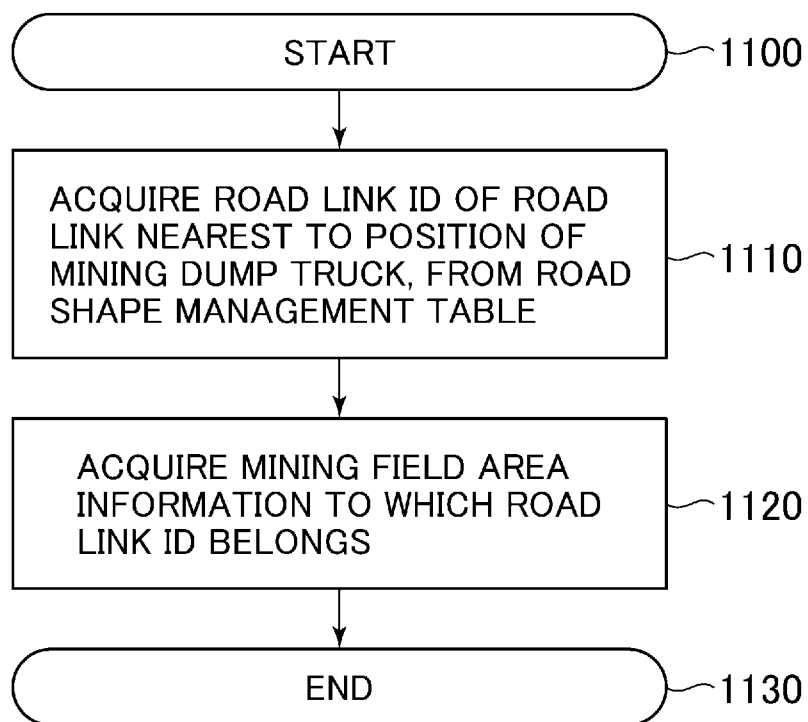 START
1100
ACQUIRE ROAD LINK ID OF ROAD
LINK NEAREST TO POSITION OF
MINING DUMP TRUCK, FROM ROAD
SHAPE MANAGEMENT TABLE
1110
ACQUIRE MINING FIELD AREA
INFORMATION TO WHICH ROAD
LINK ID BELONGS
1120
END
1130